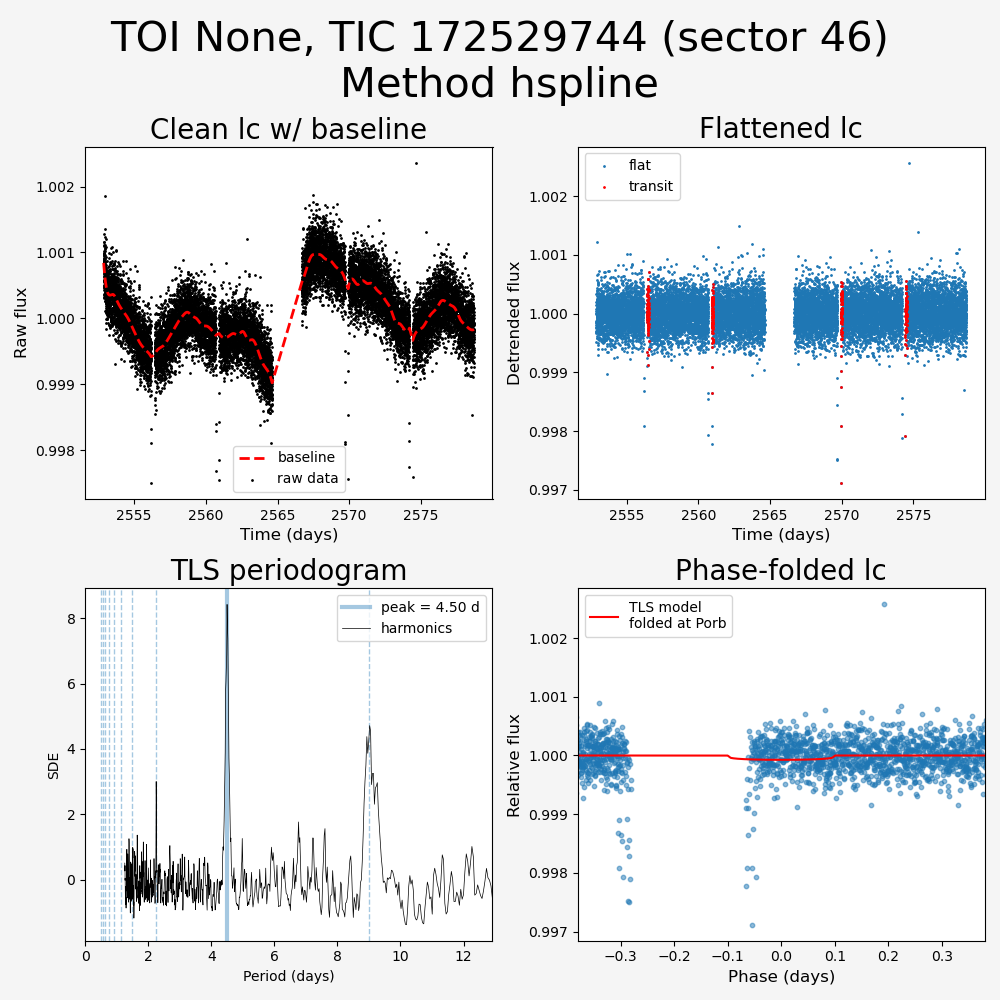 TOI None, TIC 172529744 (sector 46)
Method hspline
Clean lc w/ baseline
Raw flux
1.002
1.001
1.000
0.999
0.998
baseline
raw data
2555
2560
2565
2570
2575
Time (days)
Flattened lc
Detrended flux
1.002
1.001
1.000
0.999
0.998
0.997
flat
transit
2555
2560
2565
2570
2575
Time (days)
TLS periodogram
SDE
8
6
4
2
0
peak = 4.50 d
harmonics
0
2
4
6
8
10
12
Period (days)
Phase-folded lc
Relative flux
1.002
1.001
1.000
0.999
0.998
0.997
TLS model
folded at Porb
−0.3
−0.2
−0.1
0.0
0.1
0.2
0.3
Phase (days)